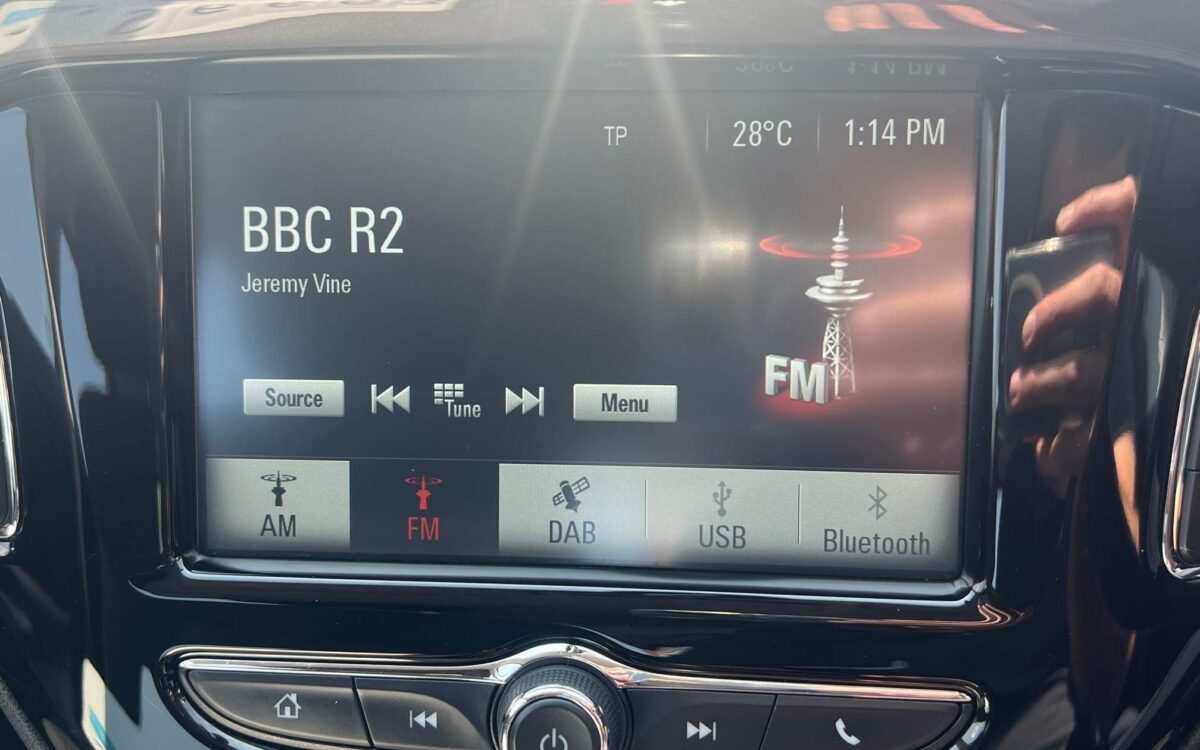 TP 28°C 1:14 PM
BBC R2
Jeremy Vine
FM
Source Tune Menu
AM FM DAB USB Bluetooth